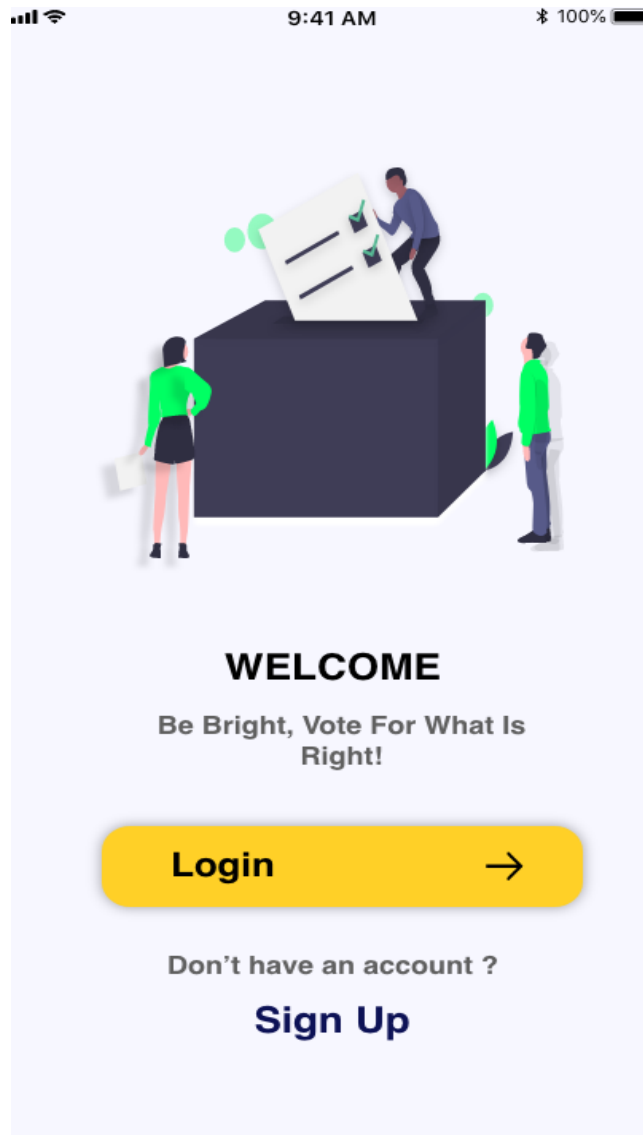 9:41 AM
100%
WELCOME
Be Bright, Vote For What Is
Right!
Login
Don’t have an account ?
Sign Up